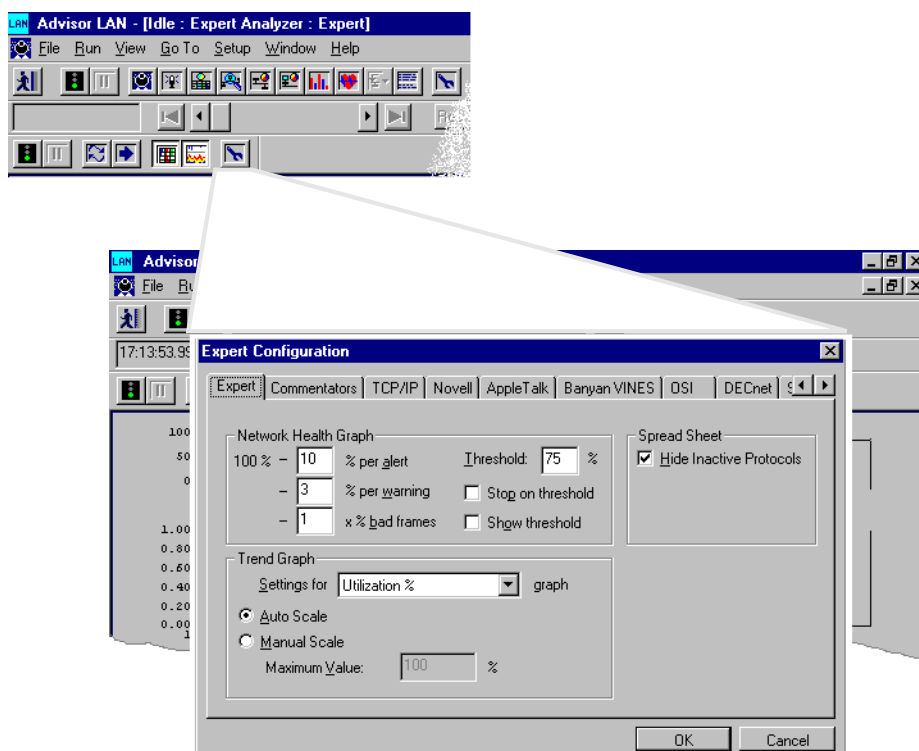 LAN Advisor LAN - [Idle : Expert Analyzer : Expert]
File Run View Go To Setup Window Help
LAN Advisor
File
17:13:53.99
Expert Configuration
Expert Commentators TCP/IP Novell AppleTalk Banyan VINES OSI DECnet
100
50
0
1.00
0.80
0.60
0.40
0.20
0.00
Network Health Graph
100 % - 10 % per alert Threshold: 75 %
- 3 % per warning Stop on threshold
- 1 x % bad frames Show threshold
Spread Sheet
Hide Inactive Protocols
Trend Graph
Settings for Utilization % graph
Auto Scale
Manual Scale
Maximum Value: 100 %
OK Cancel